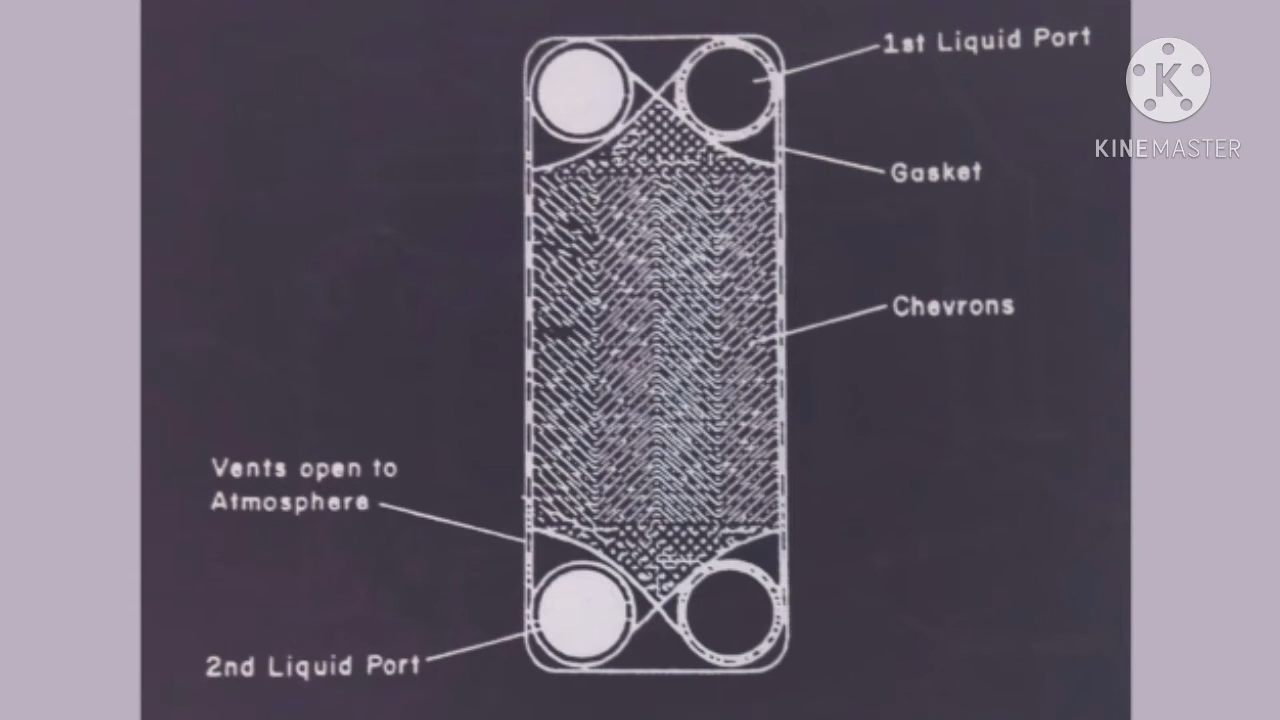 1st Liquid Port
K
KINEMASTER
Gasket
Chevrons
Vents open to
Atmosphere
2nd Liquid Port